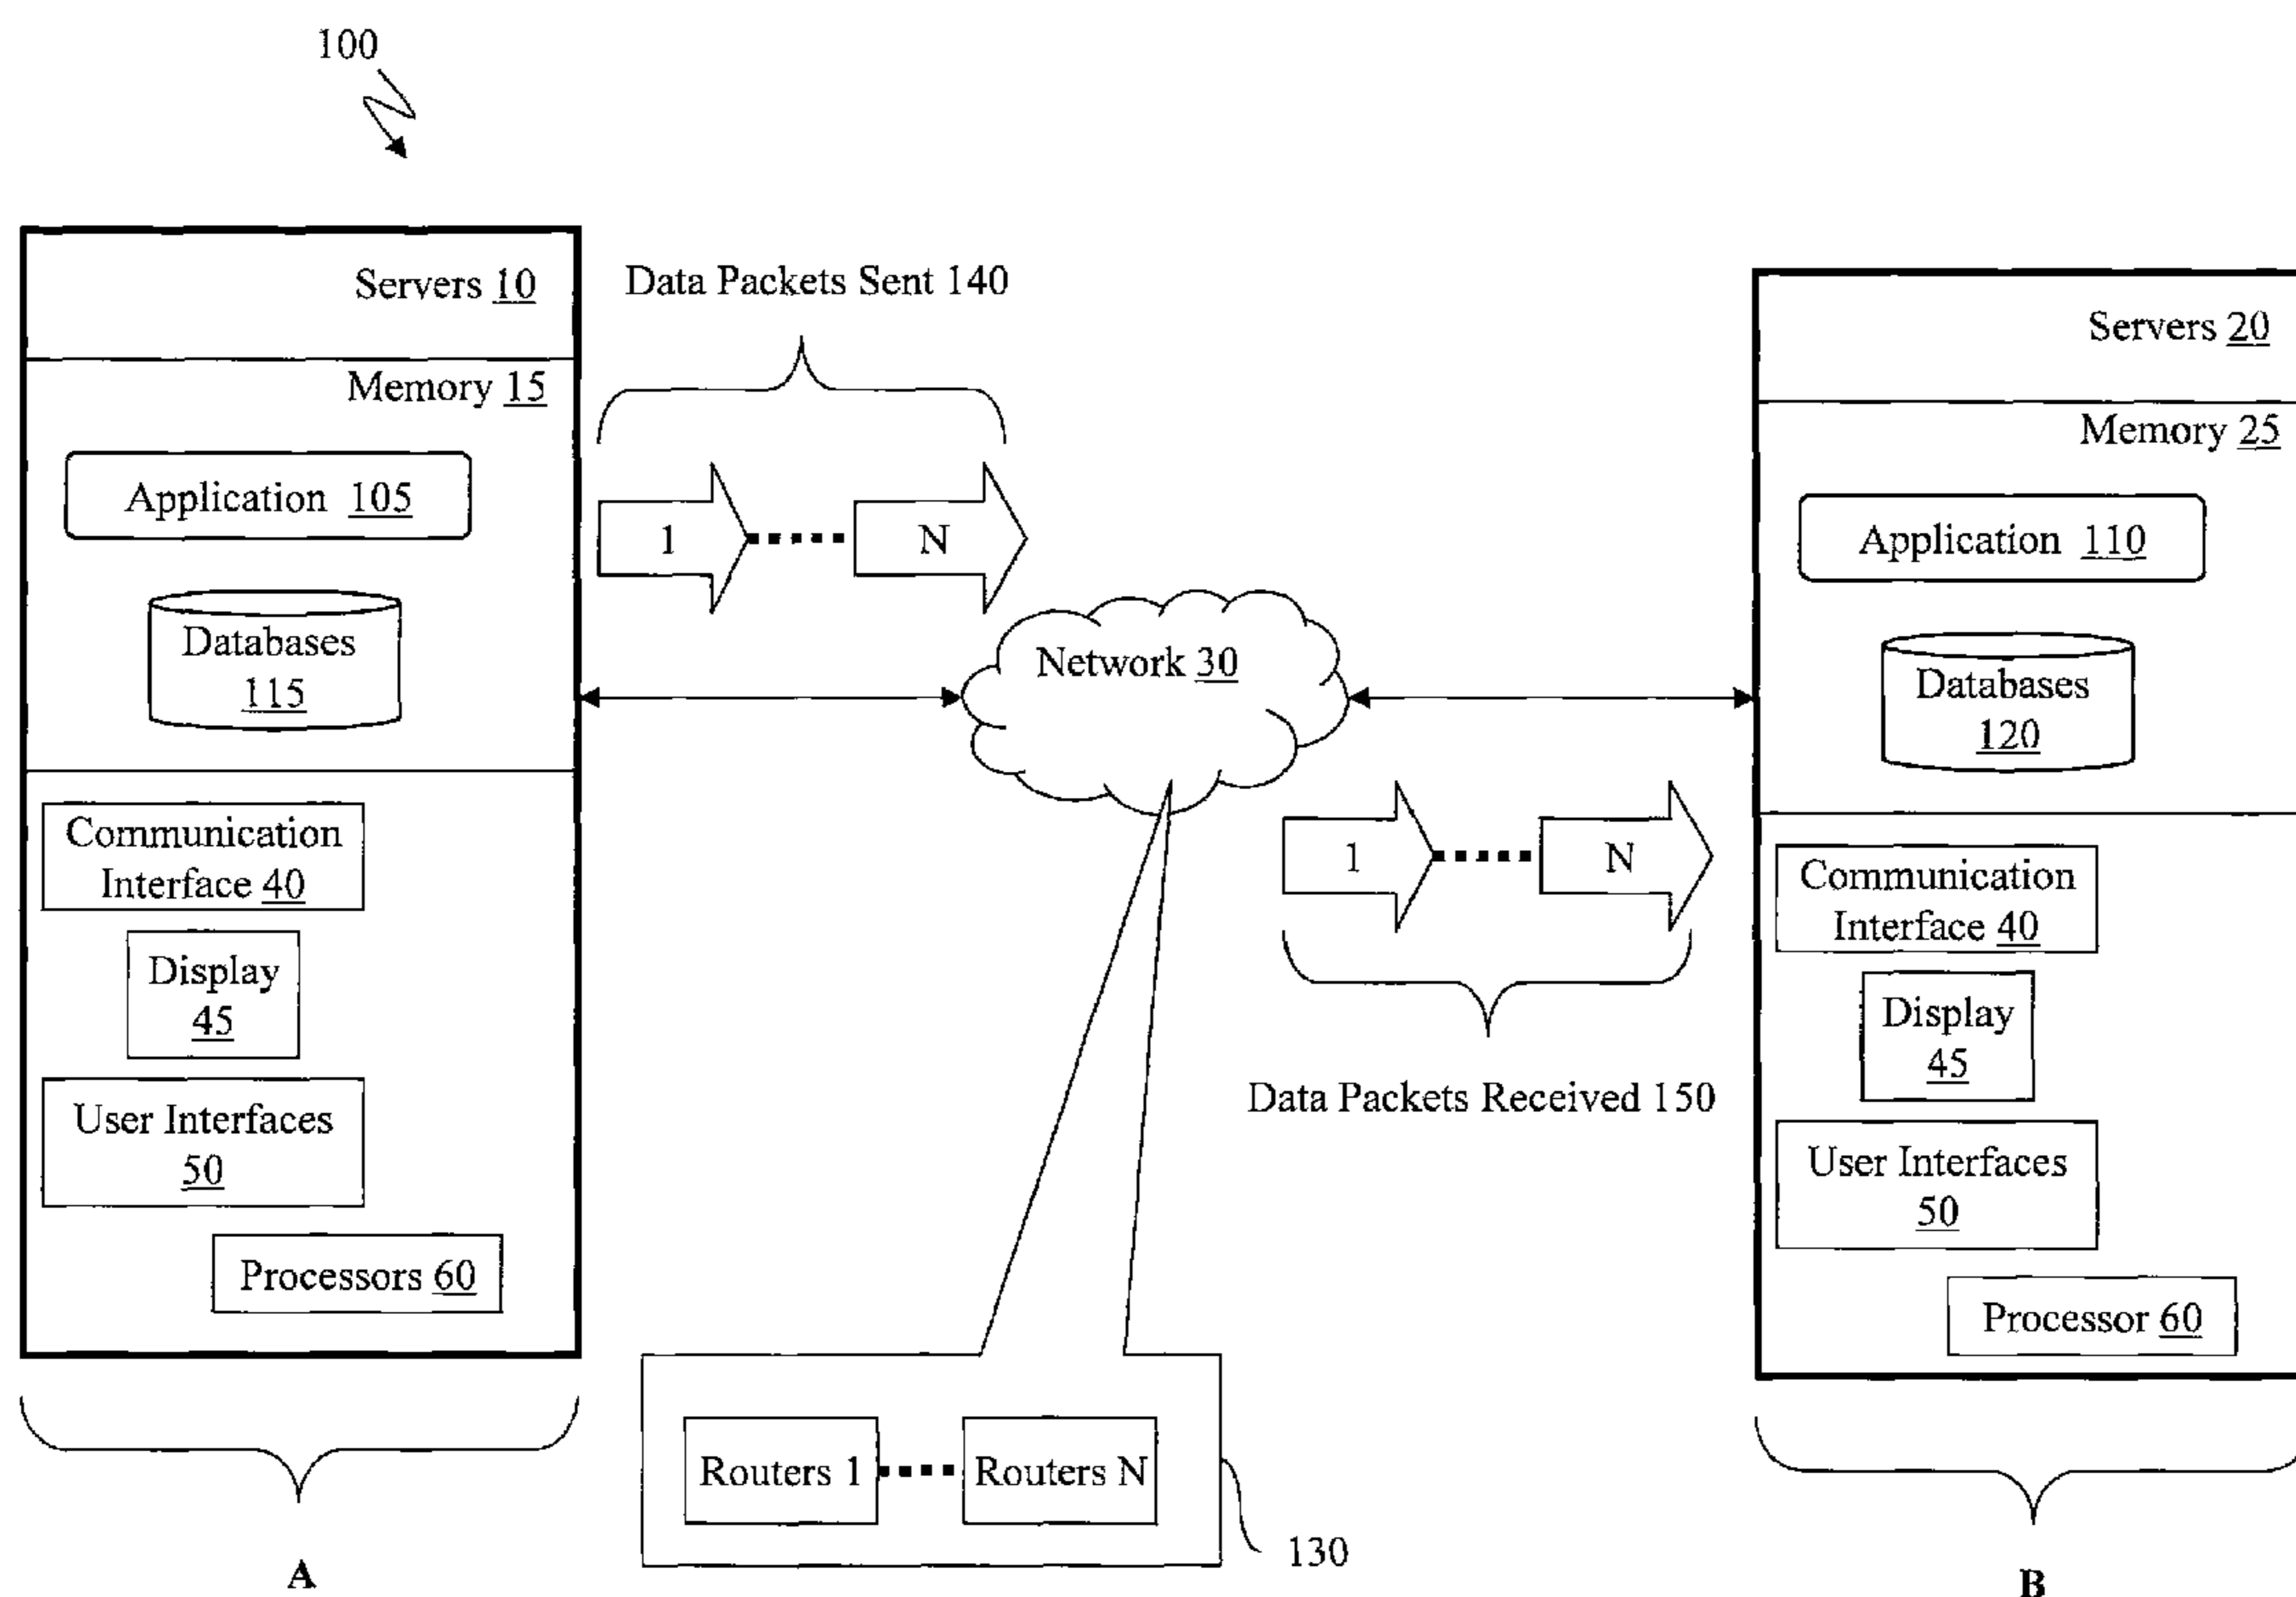 100
Servers 10
Memory 15
Application 105
Databases
115
Communication
Interface 40
Display
45
User Interfaces
50
Processors 60
A
Data Packets Sent 140
1
N
Network 30
1
N
Data Packets Received 150
Routers 1
Routers N
130
Servers 20
Memory 25
Application 110
Databases
120
Communication
Interface 40
Display
45
User Interfaces
50
Processor 60
B